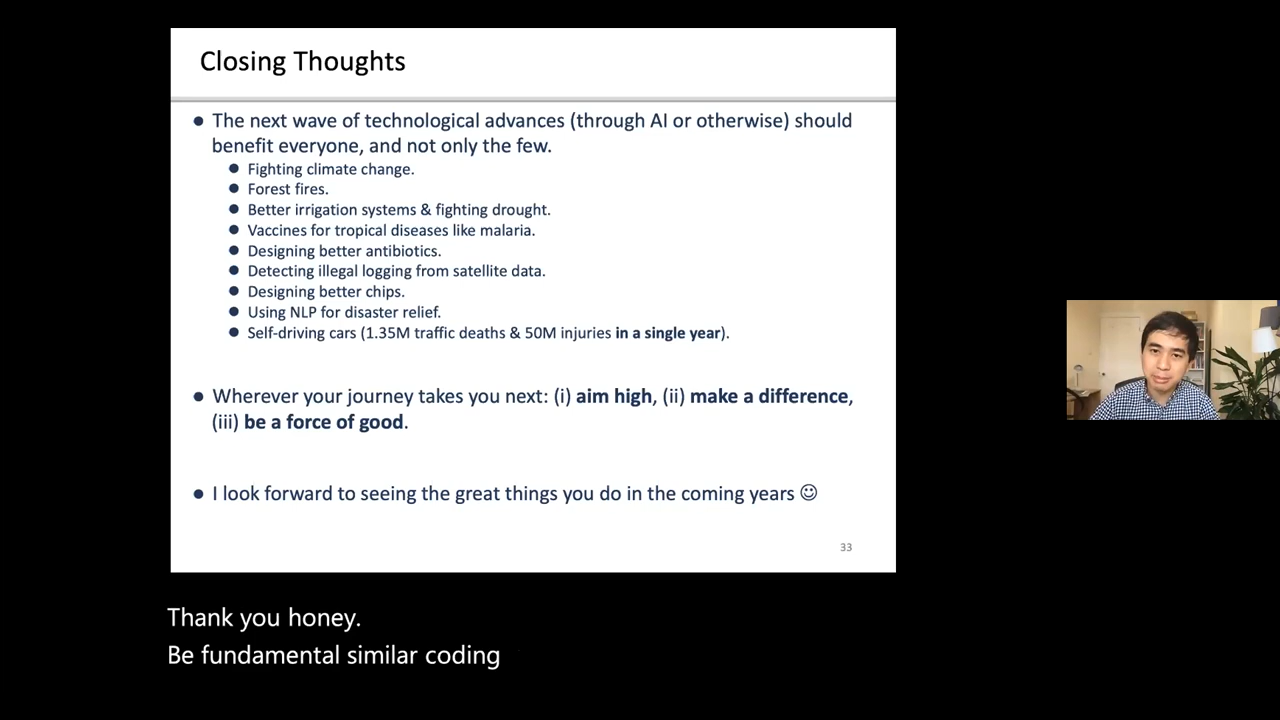 Closing Thoughts
● The next wave of technological advances (through AI or otherwise) should
benefit everyone, and not only the few.
● Fighting climate change.
● Forest fires.
● Better irrigation systems & fighting drought.
● Vaccines for tropical diseases like malaria.
● Designing better antibiotics.
● Detecting illegal logging from satellite data.
● Designing better chips.
● Using NLP for disaster relief.
● Self-driving cars (1.35M traffic deaths & 50M injuries in a single year).
● Wherever your journey takes you next: (i) aim high, (ii) make a difference,
(iii) be a force of good.
● I look forward to seeing the great things you do in the coming years ☺
33
Thank you honey.
Be fundamental similar coding